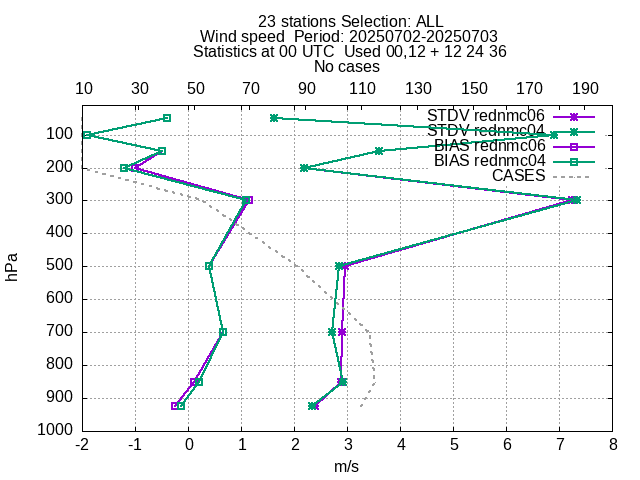 23 stations Selection: ALL
Wind speed  Period: 20250702-20250703
Statistics at 00 UTC  Used 00,12 + 12 24 36
No cases
10 30 50 70 90 110 130 150 170 190
STDV rednmc06
STDV rednmc04
BIAS rednmc06
BIAS rednmc04
CASES
100
200
300
400
500
600
700
800
900
1000
hPa
-2 -1 0 1 2 3 4 5 6 7 8
m/s